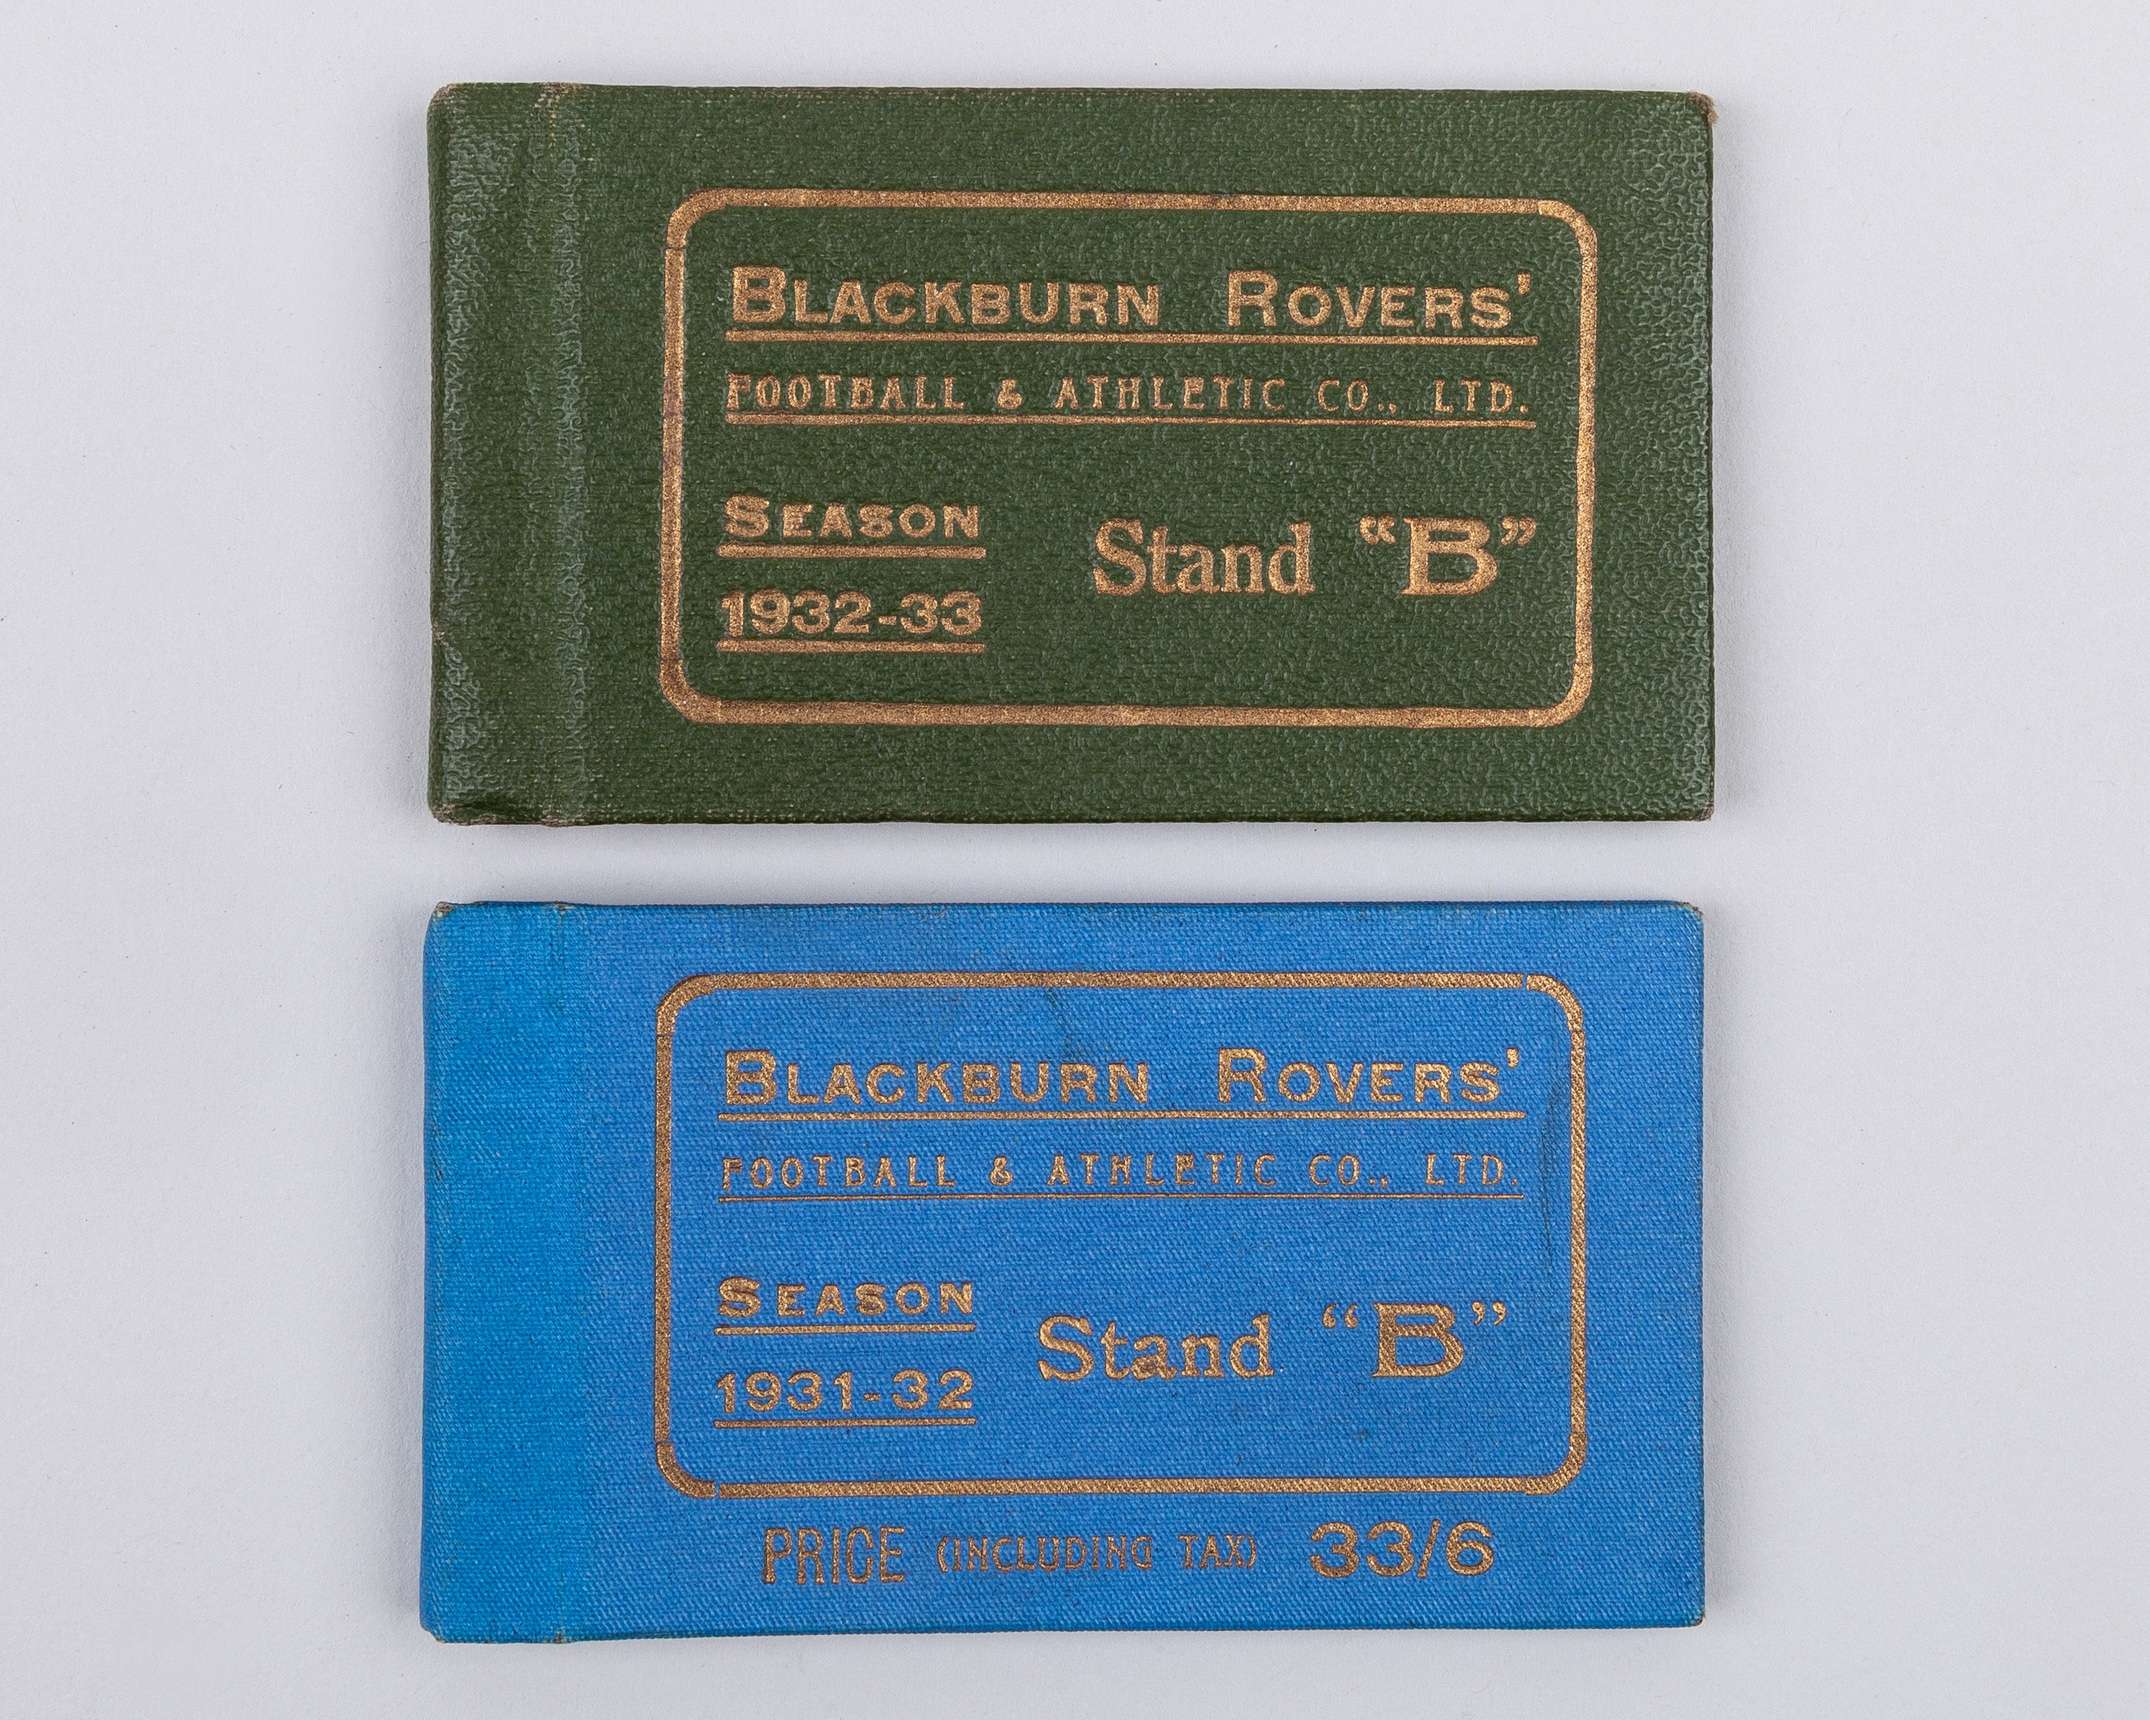 BLACKBURN ROVERS'
FOOTBALL & ATHLETIC CO., LTD.
SEASON
1932-33
Stand “B”
BLACKBURN ROVERS'
FOOTBALL & ATHLETIC CO., LTD.
SEASON
1931-32
Stand “B”
PRICE (INCLUDING TAX) 33/6